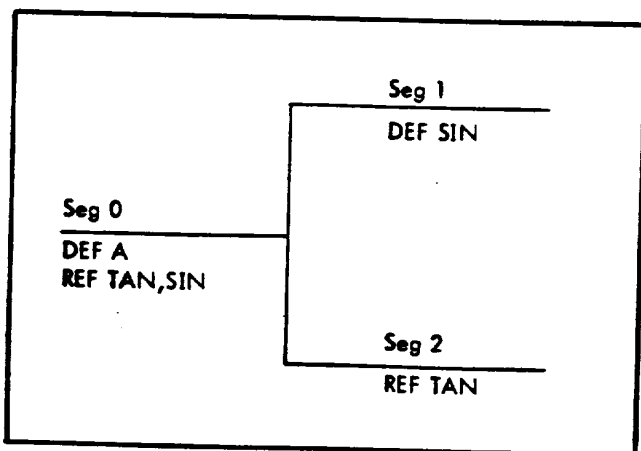 Seg 1
DEF SIN
Seg 0
DEF A
REF TAN,SIN
Seg 2
REF TAN